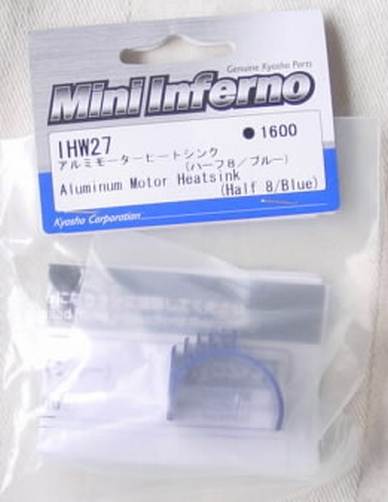 Genuine Kyosho Parts
Mini Inferno
IHW27 ●1600
アルミモーターヒートシンク
(ハーフ8/ブルー)
Aluminum Motor Heatsink
(Half 8/Blue)
Kyosho Corporation